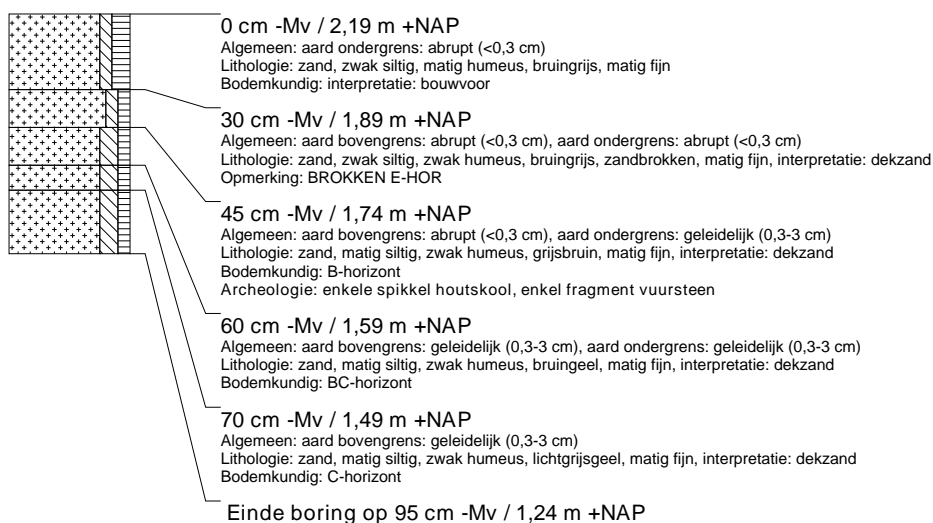 0 cm -Mv / 2,19 m +NAP
Algemeen: aard ondergrens: abrupt (<0,3 cm)
Lithologie: zand, zwak siltig, matig humeus, bruingrijs, matig fijn
Bodemkundig: interpretatie: bouwvoor
30 cm -Mv / 1,89 m +NAP
Algemeen: aard bovengrens: abrupt (<0,3 cm), aard ondergrens: abrupt (<0,3 cm)
Lithologie: zand, zwak siltig, zwak humeus, bruingrijs, zandbrokken, matig fijn, interpretatie: dekzand
Opmerking: BROKKEN E-HOR
45 cm -Mv / 1,74 m +NAP
Algemeen: aard bovengrens: abrupt (<0,3 cm), aard ondergrens: geleidelijk (0,3-3 cm)
Lithologie: zand, matig siltig, zwak humeus, grijsbruin, matig fijn, interpretatie: dekzand
Bodemkundig: B-horizont
Archeologie: enkele spikkel houtskool, enkel fragment vuursteen
60 cm -Mv / 1,59 m +NAP
Algemeen: aard bovengrens: geleidelijk (0,3-3 cm), aard ondergrens: geleidelijk (0,3-3 cm)
Lithologie: zand, matig siltig, zwak humeus, bruingeel, matig fijn, interpretatie: dekzand
Bodemkundig: BC-horizont
70 cm -Mv / 1,49 m +NAP
Algemeen: aard bovengrens: geleidelijk (0,3-3 cm)
Lithologie: zand, matig siltig, zwak humeus, lichtgrijsgeel, matig fijn, interpretatie: dekzand
Bodemkundig: C-horizont
Einde boring op 95 cm -Mv / 1,24 m +NAP